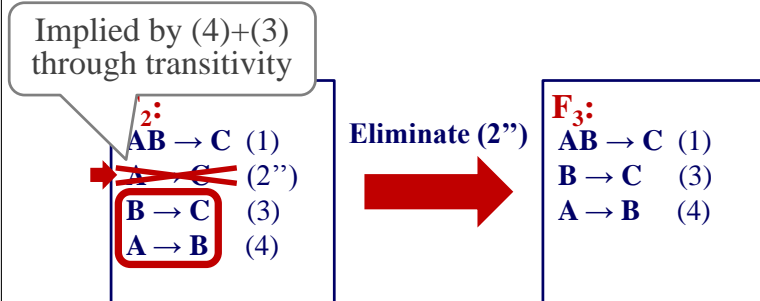 Implied by (4)+(3)
through transitivity
₂:
AB → C (1)
A → C (2”)
B → C (3)
A → B (4)
Eliminate (2”)
F₃:
AB → C (1)
B → C (3)
A → B (4)